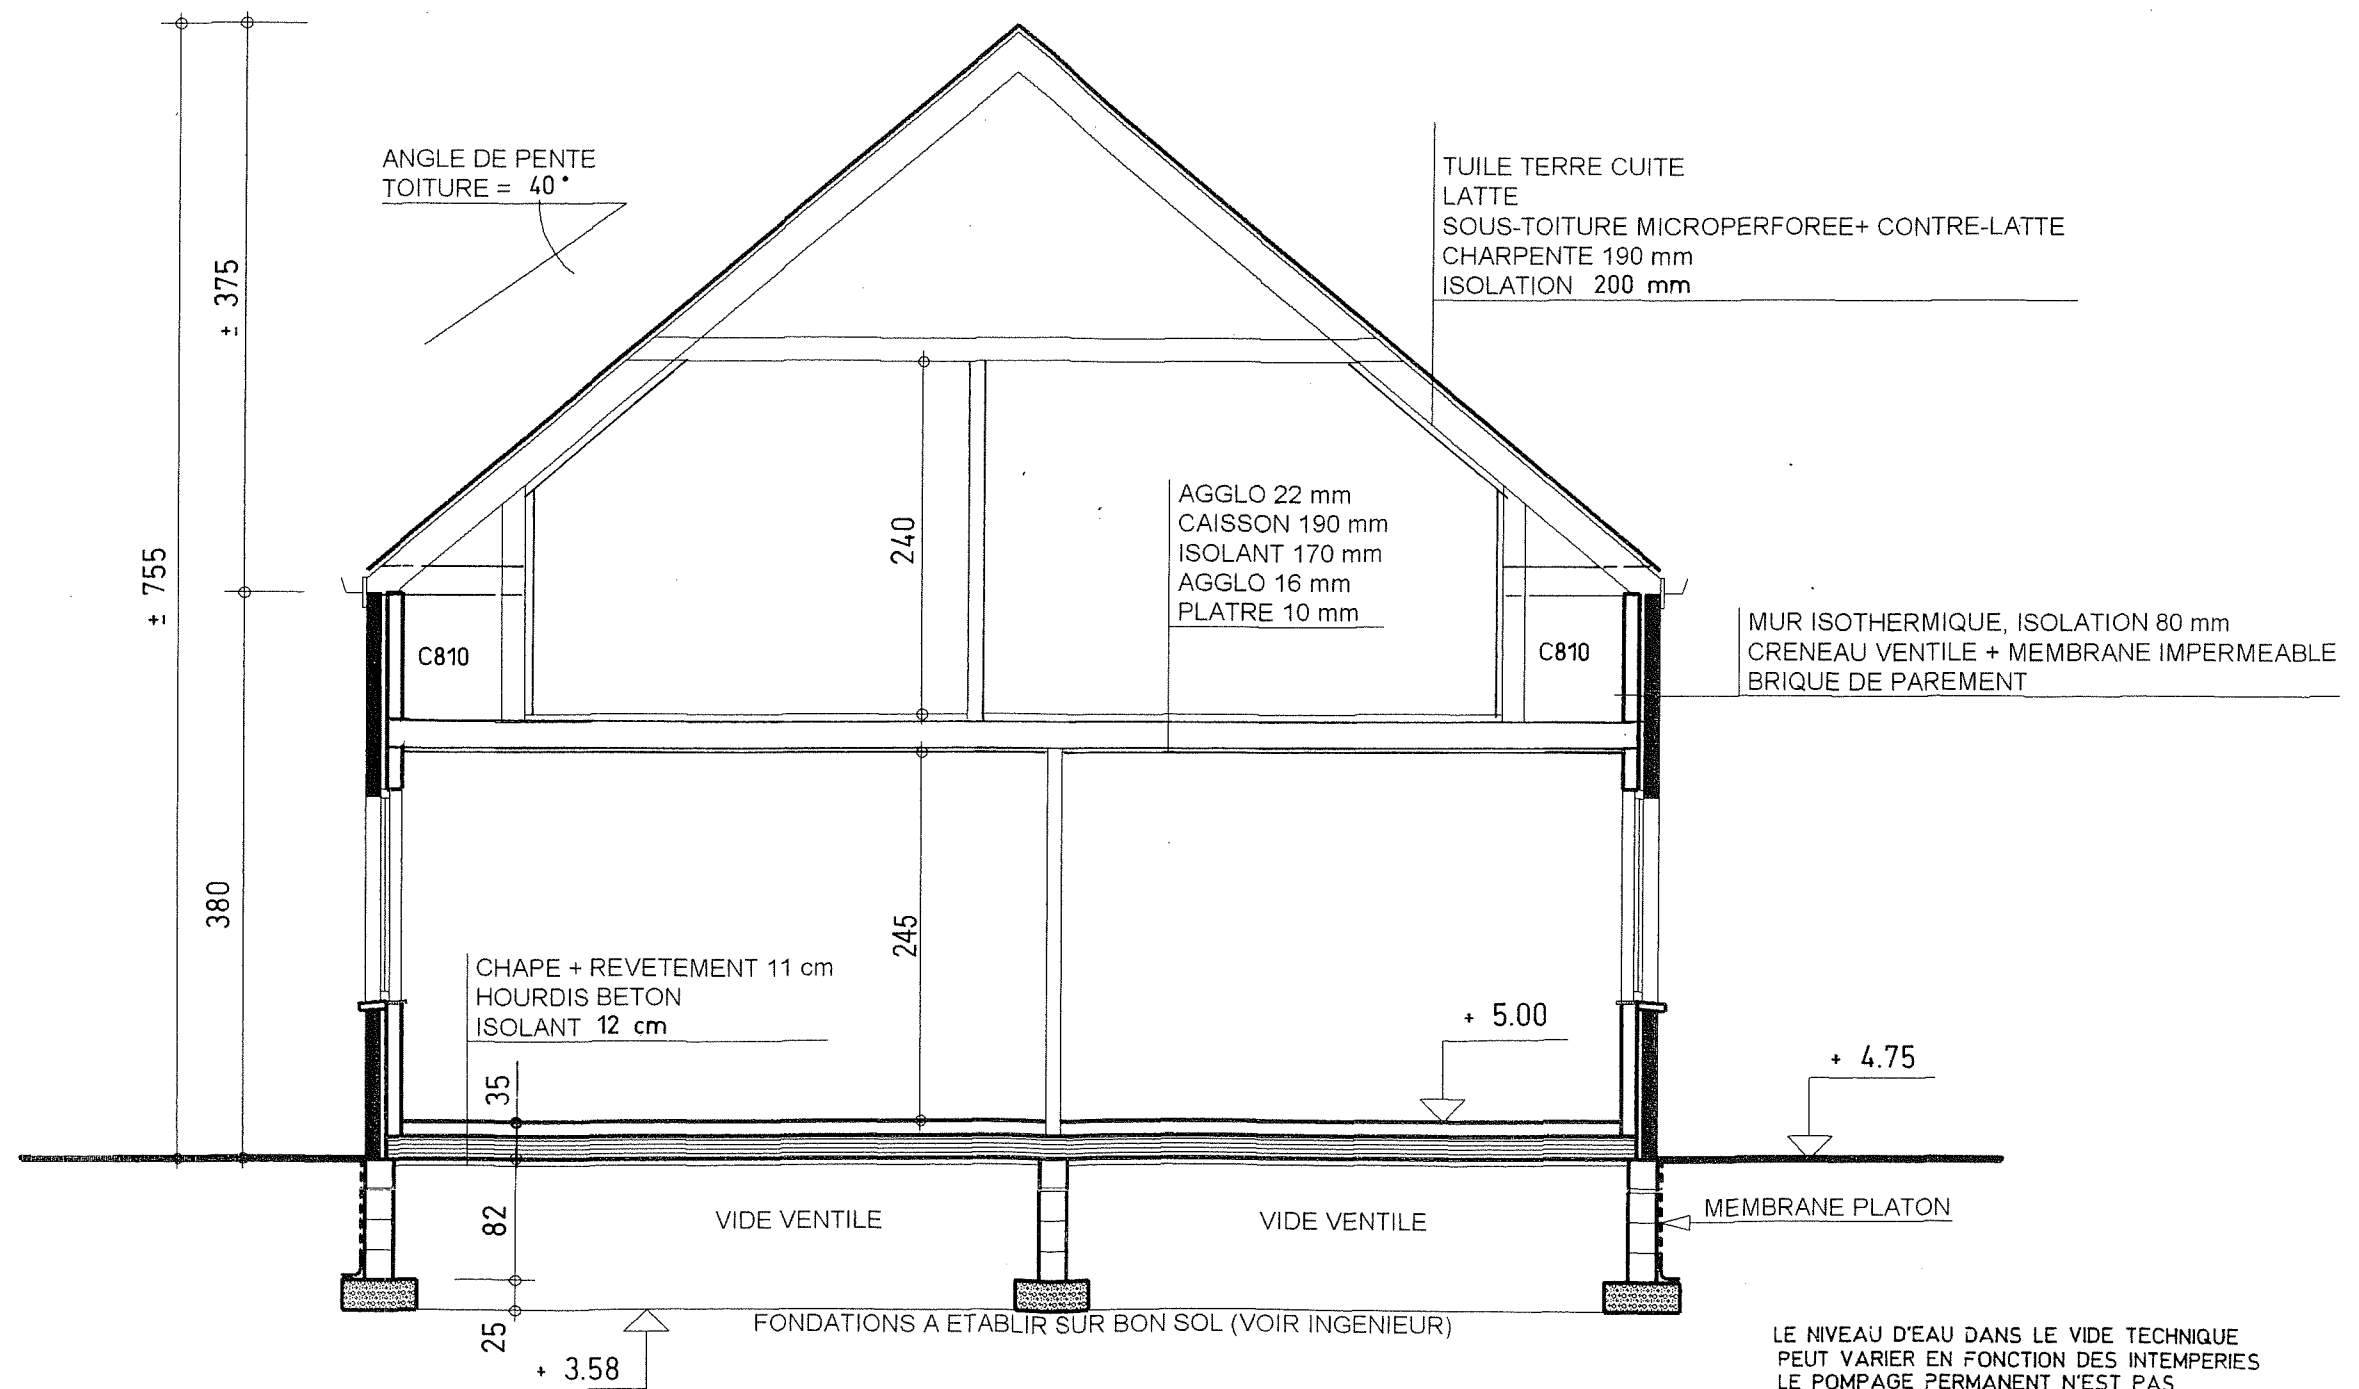 ANGLE DE PENTE
TOITURE = 40°
TUILE TERRE CUITE
LATTE
SOUS-TOITURE MICROPERFOREE+ CONTRE-LATTE
CHARPENTE 190 mm
ISOLATION 200 mm
± 375
± 755
380
240
AGGLO 22 mm
CAISSON 190 mm
ISOLANT 170 mm
AGGLO 16 mm
PLATRE 10 mm
C810
C810
MUR ISOTHERMIQUE, ISOLATION 80 mm
CRENEAU VENTILE + MEMBRANE IMPERMEABLE
BRIQUE DE PAREMENT
245
CHAPE + REVETEMENT 11 cm
HOURDIS BETON
ISOLANT 12 cm
+ 5.00
+ 4.75
35
82
25
VIDE VENTILE
VIDE VENTILE
MEMBRANE PLATON
FONDATIONS A ETABLIR SUR BON SOL (VOIR INGENIEUR)
+ 3.58
LE NIVEAU D'EAU DANS LE VIDE TECHNIQUE
PEUT VARIER EN FONCTION DES INTEMPERIES
LE POMPAGE PERMANENT N'EST PAS